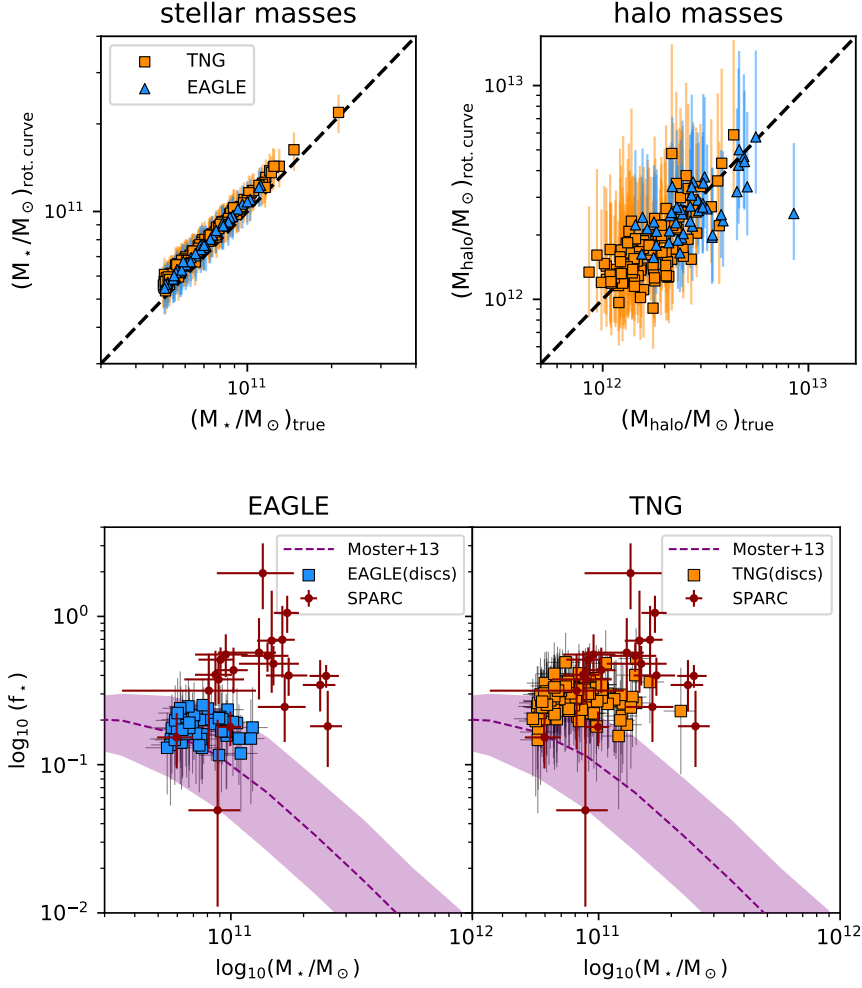 stellar masses
halo masses
TNG
EAGLE
(M⋆/M⊙)rot. curve
10¹¹
10¹¹
(M⋆/M⊙)true
(Mhalo/M⊙)rot. curve
10¹³
10¹²
10¹²
10¹³
(Mhalo/M⊙)true
EAGLE
TNG
Moster+13
EAGLE(discs)
SPARC
Moster+13
TNG(discs)
SPARC
log₁₀(f⋆)
10⁰
10⁻¹
10⁻²
10¹¹
10¹²
10¹¹
10¹²
log₁₀(M⋆/M⊙)
log₁₀(M⋆/M⊙)